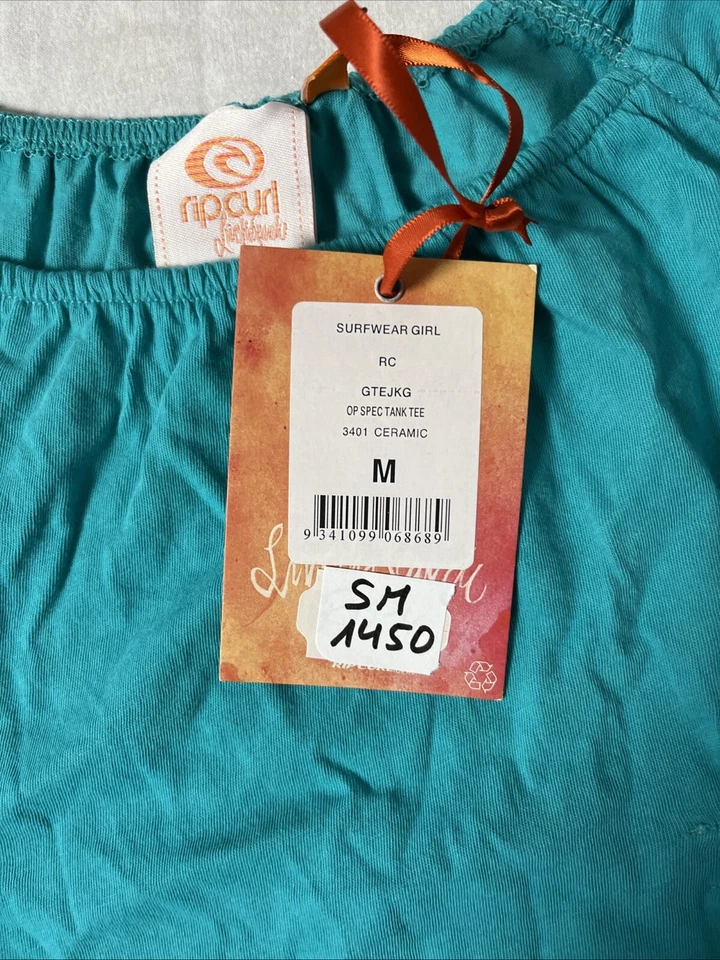 rip curl
SURFWEAR GIRL
RC
GTEJKG
OP SPEC TANK TEE
3401 CERAMIC
M
9 341099 068689
SM
1450